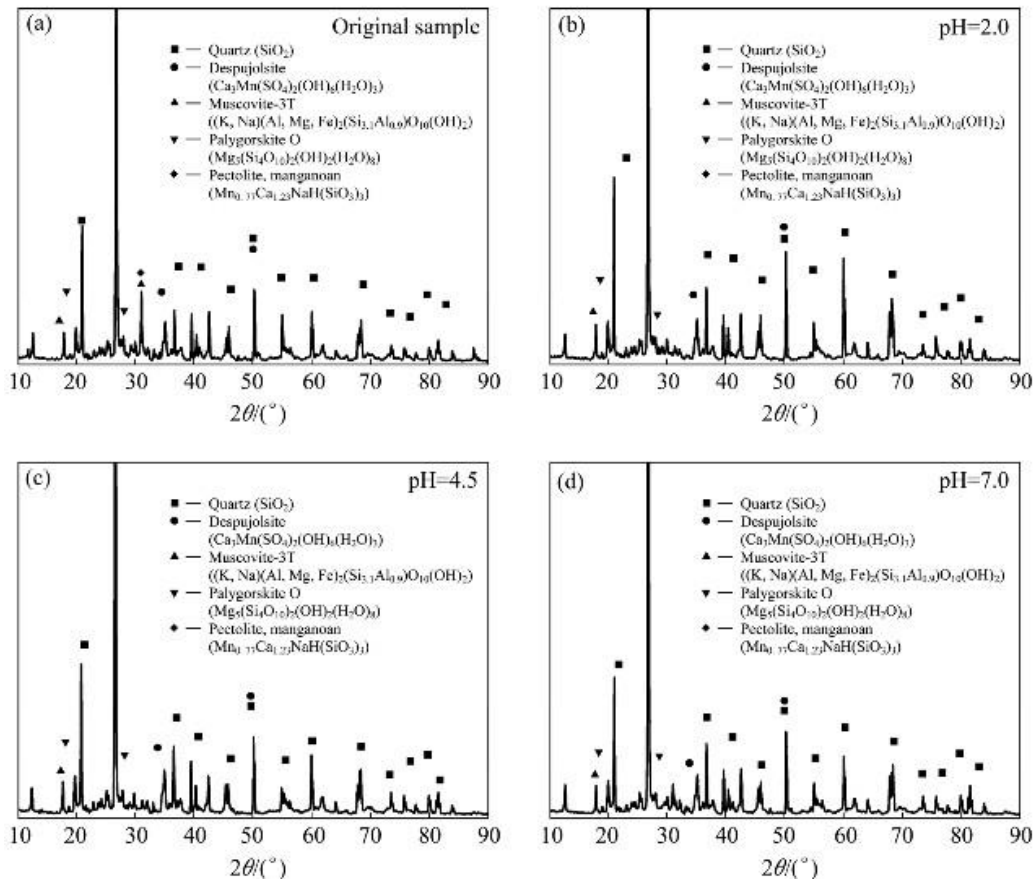 (a) Original sample
■ — Quartz (SiO2)
● — Despujolsite
(Ca3Mn(SO4)2(OH)6(H2O)3)
▲ — Muscovite-3T
((K, Na)(Al, Mg, Fe)2(Si3.1Al0.9)O10(OH)2)
▼ — Palygorskite O
(Mg5(Si4O10)2(OH)2(H2O)8)
◆ — Pectolite, manganoan
(Mn0.77Ca1.23NaH(SiO3)3)
10 20 30 40 50 60 70 80 90
2θ/(°)
(b) pH=2.0
■ — Quartz (SiO2)
● — Despujolsite
(Ca3Mn(SO4)2(OH)6(H2O)3)
▲ — Muscovite-3T
((K, Na)(Al, Mg, Fe)2(Si3.1Al0.9)O10(OH)2)
▼ — Palygorskite O
(Mg5(Si4O10)2(OH)2(H2O)8)
◆ — Pectolite, manganoan
(Mn0.77Ca1.23NaH(SiO3)3)
10 20 30 40 50 60 70 80 90
2θ/(°)
(c) pH=4.5
■ — Quartz (SiO2)
● — Despujolsite
(Ca3Mn(SO4)2(OH)6(H2O)3)
▲ — Muscovite-3T
((K, Na)(Al, Mg, Fe)2(Si3.1Al0.9)O10(OH)2)
▼ — Palygorskite O
(Mg5(Si4O10)2(OH)2(H2O)8)
◆ — Pectolite, manganoan
(Mn0.77Ca1.23NaH(SiO3)3)
10 20 30 40 50 60 70 80 90
2θ/(°)
(d) pH=7.0
■ — Quartz (SiO2)
● — Despujolsite
(Ca3Mn(SO4)2(OH)6(H2O)3)
▲ — Muscovite-3T
((K, Na)(Al, Mg, Fe)2(Si3.1Al0.9)O10(OH)2)
▼ — Palygorskite O
(Mg5(Si4O10)2(OH)2(H2O)8)
◆ — Pectolite, manganoan
(Mn0.77Ca1.23NaH(SiO3)3)
10 20 30 40 50 60 70 80 90
2θ/(°)